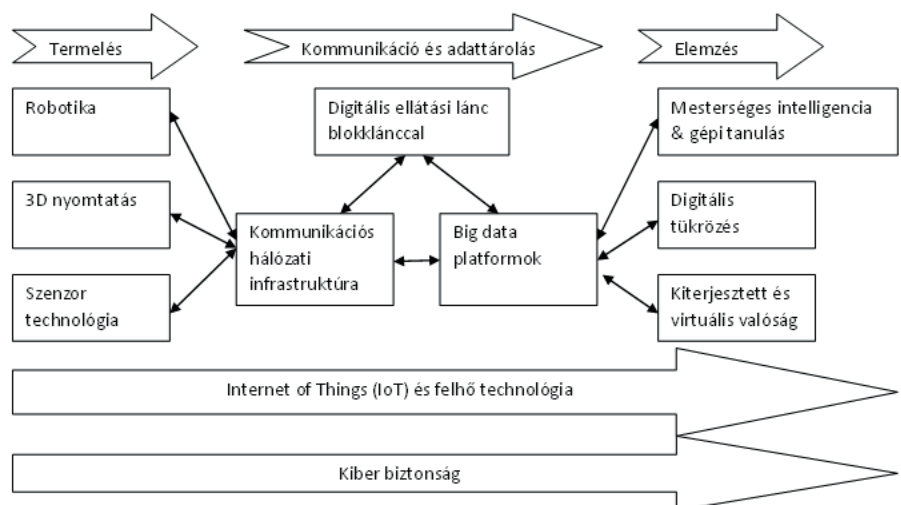 Termelés
Kommunikáció és adattárolás
Elemzés
Robotika
Digitális ellátási lánc
blokklánccal
Mesterséges intelligencia
& gépi tanulás
3D nyomtatás
Kommunikációs
hálózati
infrastruktúra
Big data
platformok
Digitális
tükrözés
Szenzor
technológia
Kiterjesztett és
virtuális valóság
Internet of Things (IoT) és felhő technológia
Kiber biztonság